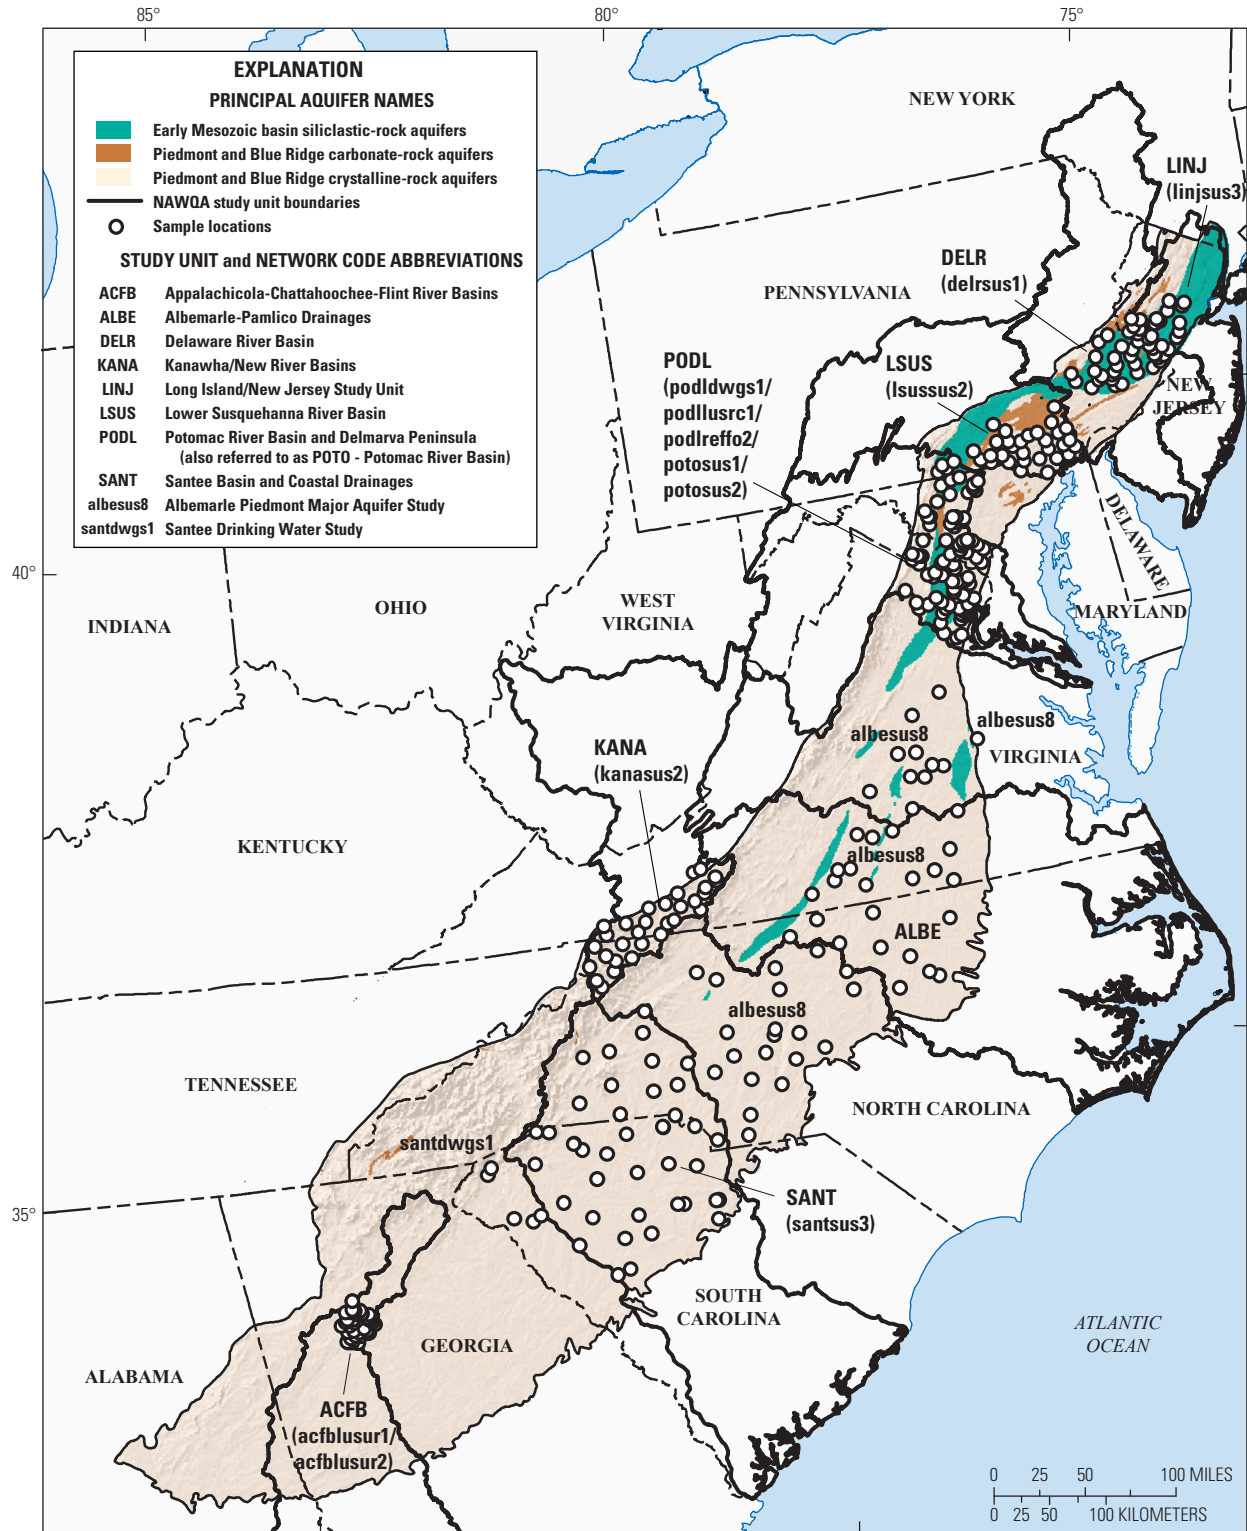 85°
80°
75°
EXPLANATION
PRINCIPAL AQUIFER NAMES
Early Mesozoic basin siliclastic-rock aquifers
Piedmont and Blue Ridge carbonate-rock aquifers
Piedmont and Blue Ridge crystalline-rock aquifers
NAWQA study unit boundaries
Sample locations
STUDY UNIT and NETWORK CODE ABBREVIATIONS
ACFB Appalachicola-Chattahoochee-Flint River Basins
ALBE Albemarle-Pamlico Drainages
DELR Delaware River Basin
KANA Kanawha/New River Basins
LINJ Long Island/New Jersey Study Unit
LSUS Lower Susquehanna River Basin
PODL Potomac River Basin and Delmarva Peninsula
(also referred to as POTO - Potomac River Basin)
SANT Santee Basin and Coastal Drainages
albesus8 Albemarle Piedmont Major Aquifer Study
santdwgs1 Santee Drinking Water Study
NEW YORK
LINJ
(linjsus3)
DELR
(delrsus1)
PENNSYLVANIA
PODL
(podldwgs1/
podllusrc1/
podlreffo2/
potosus1/
potosus2)
LSUS
(lsussus2)
NEW
JERSEY
DELAWARE
MARYLAND
40°
INDIANA
OHIO
WEST
VIRGINIA
albesus8
albesus8
VIRGINIA
KANA
(kanasus2)
KENTUCKY
albesus8
ALBE
albesus8
TENNESSEE
NORTH CAROLINA
santdwgs1
SANT
(santsus3)
35°
SOUTH
CAROLINA
GEORGIA
ATLANTIC
OCEAN
ALABAMA
ACFB
(acfblusur1/
acfblusur2)
0 25 50 100 MILES
0 25 50 100 KILOMETERS